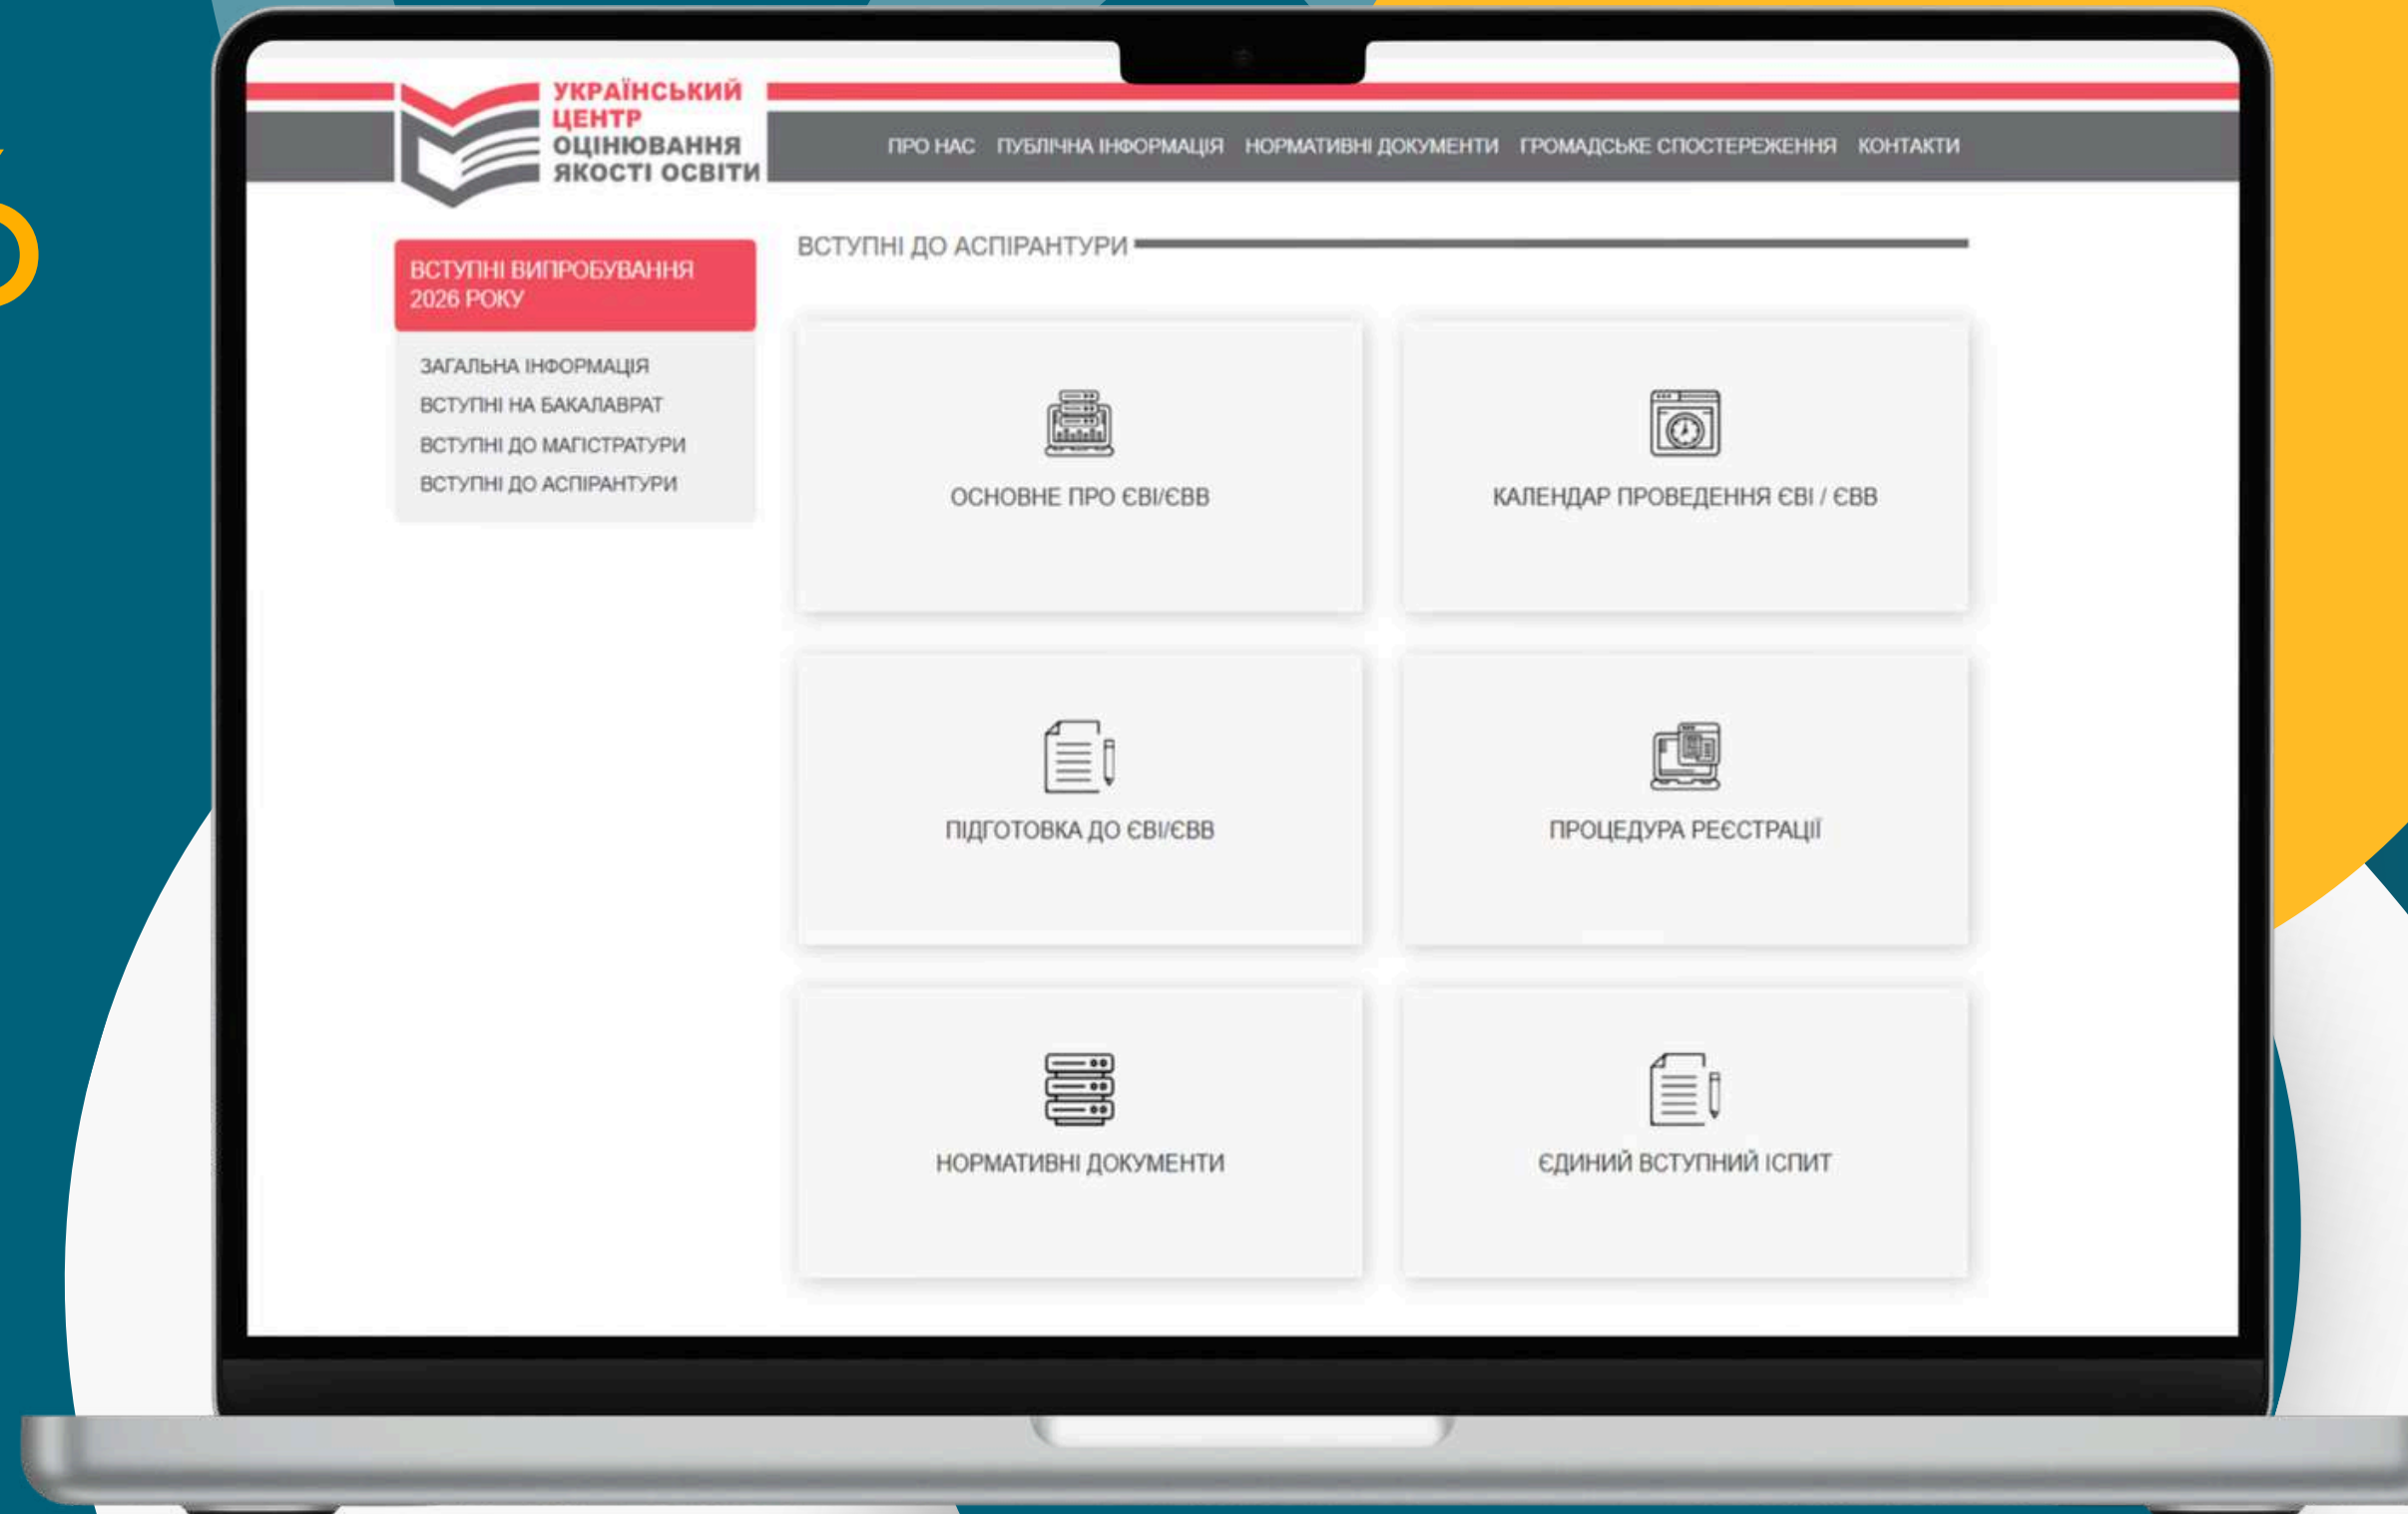 УКРАЇНСЬКИЙ
ЦЕНТР
ОЦІНЮВАННЯ
ЯКОСТІ ОСВІТИ
ПРО НАС ПУБЛІЧНА ІНФОРМАЦІЯ НОРМАТИВНІ ДОКУМЕНТИ ГРОМАДСЬКЕ СПОСТЕРЕЖЕННЯ КОНТАКТИ
ВСТУПНІ ВИПРОБУВАННЯ
2026 РОКУ
ЗАГАЛЬНА ІНФОРМАЦІЯ
ВСТУПНІ НА БАКАЛАВРАТ
ВСТУПНІ ДО МАГІСТРАТУРИ
ВСТУПНІ ДО АСПІРАНТУРИ
ВСТУПНІ ДО АСПІРАНТУРИ
ОСНОВНЕ ПРО ЄВІ/ЄВВ
КАЛЕНДАР ПРОВЕДЕННЯ ЄВІ / ЄВВ
ПІДГОТОВКА ДО ЄВІ/ЄВВ
ПРОЦЕДУРА РЕЄСТРАЦІЇ
НОРМАТИВНІ ДОКУМЕНТИ
ЄДИНИЙ ВСТУПНИЙ ІСПИТ